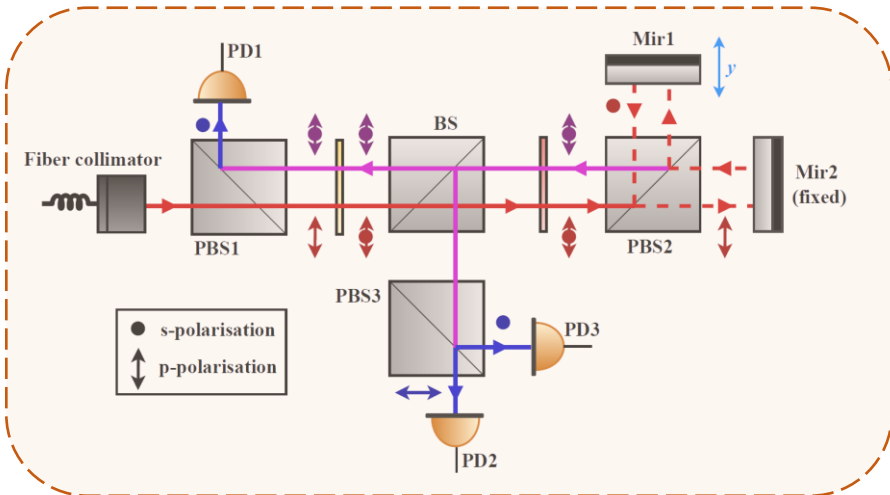 PD1
Mir1
y
Fiber collimator
BS
Mir2
(fixed)
PBS1
PBS2
PBS3
s-polarisation
p-polarisation
PD3
PD2